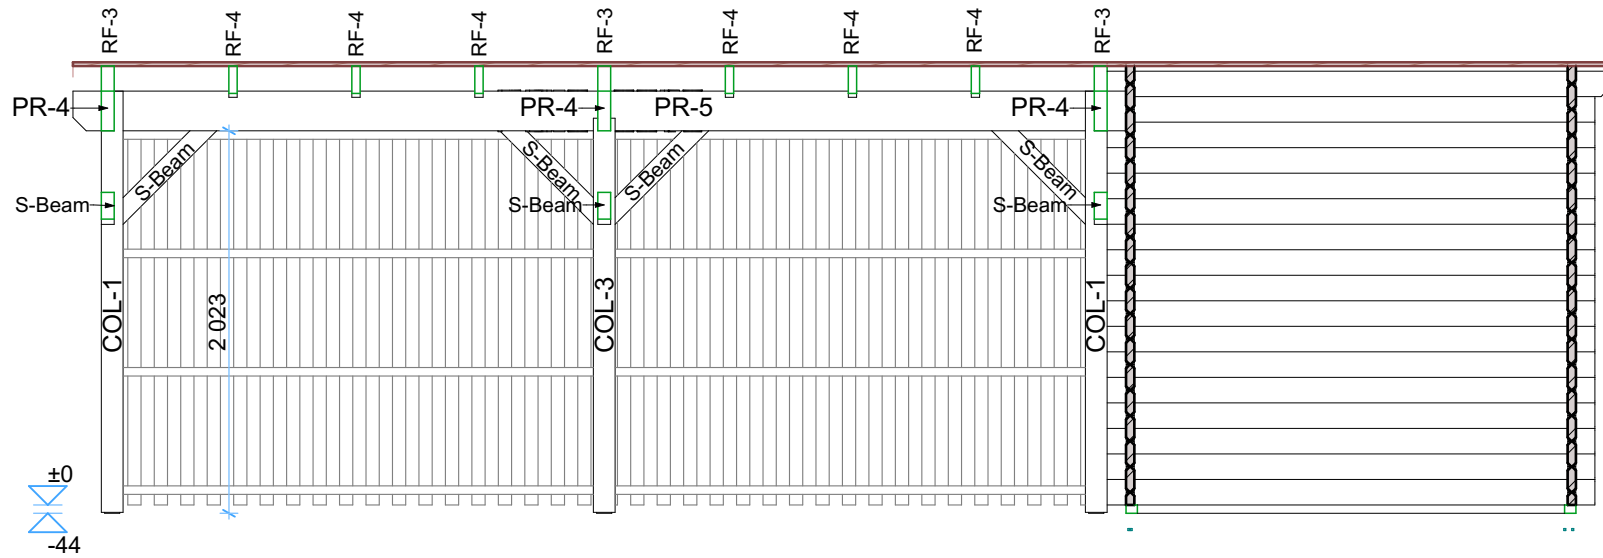 RF-3
RF-4
RF-4
RF-4
RF-3
RF-4
RF-4
RF-4
RF-3
PR-4
PR-4
PR-5
PR-4
S-Beam
S-Beam
S-Beam
S-Beam
S-Beam
S-Beam
S-Beam
COL-1
2 023
COL-3
COL-1
±0
-44